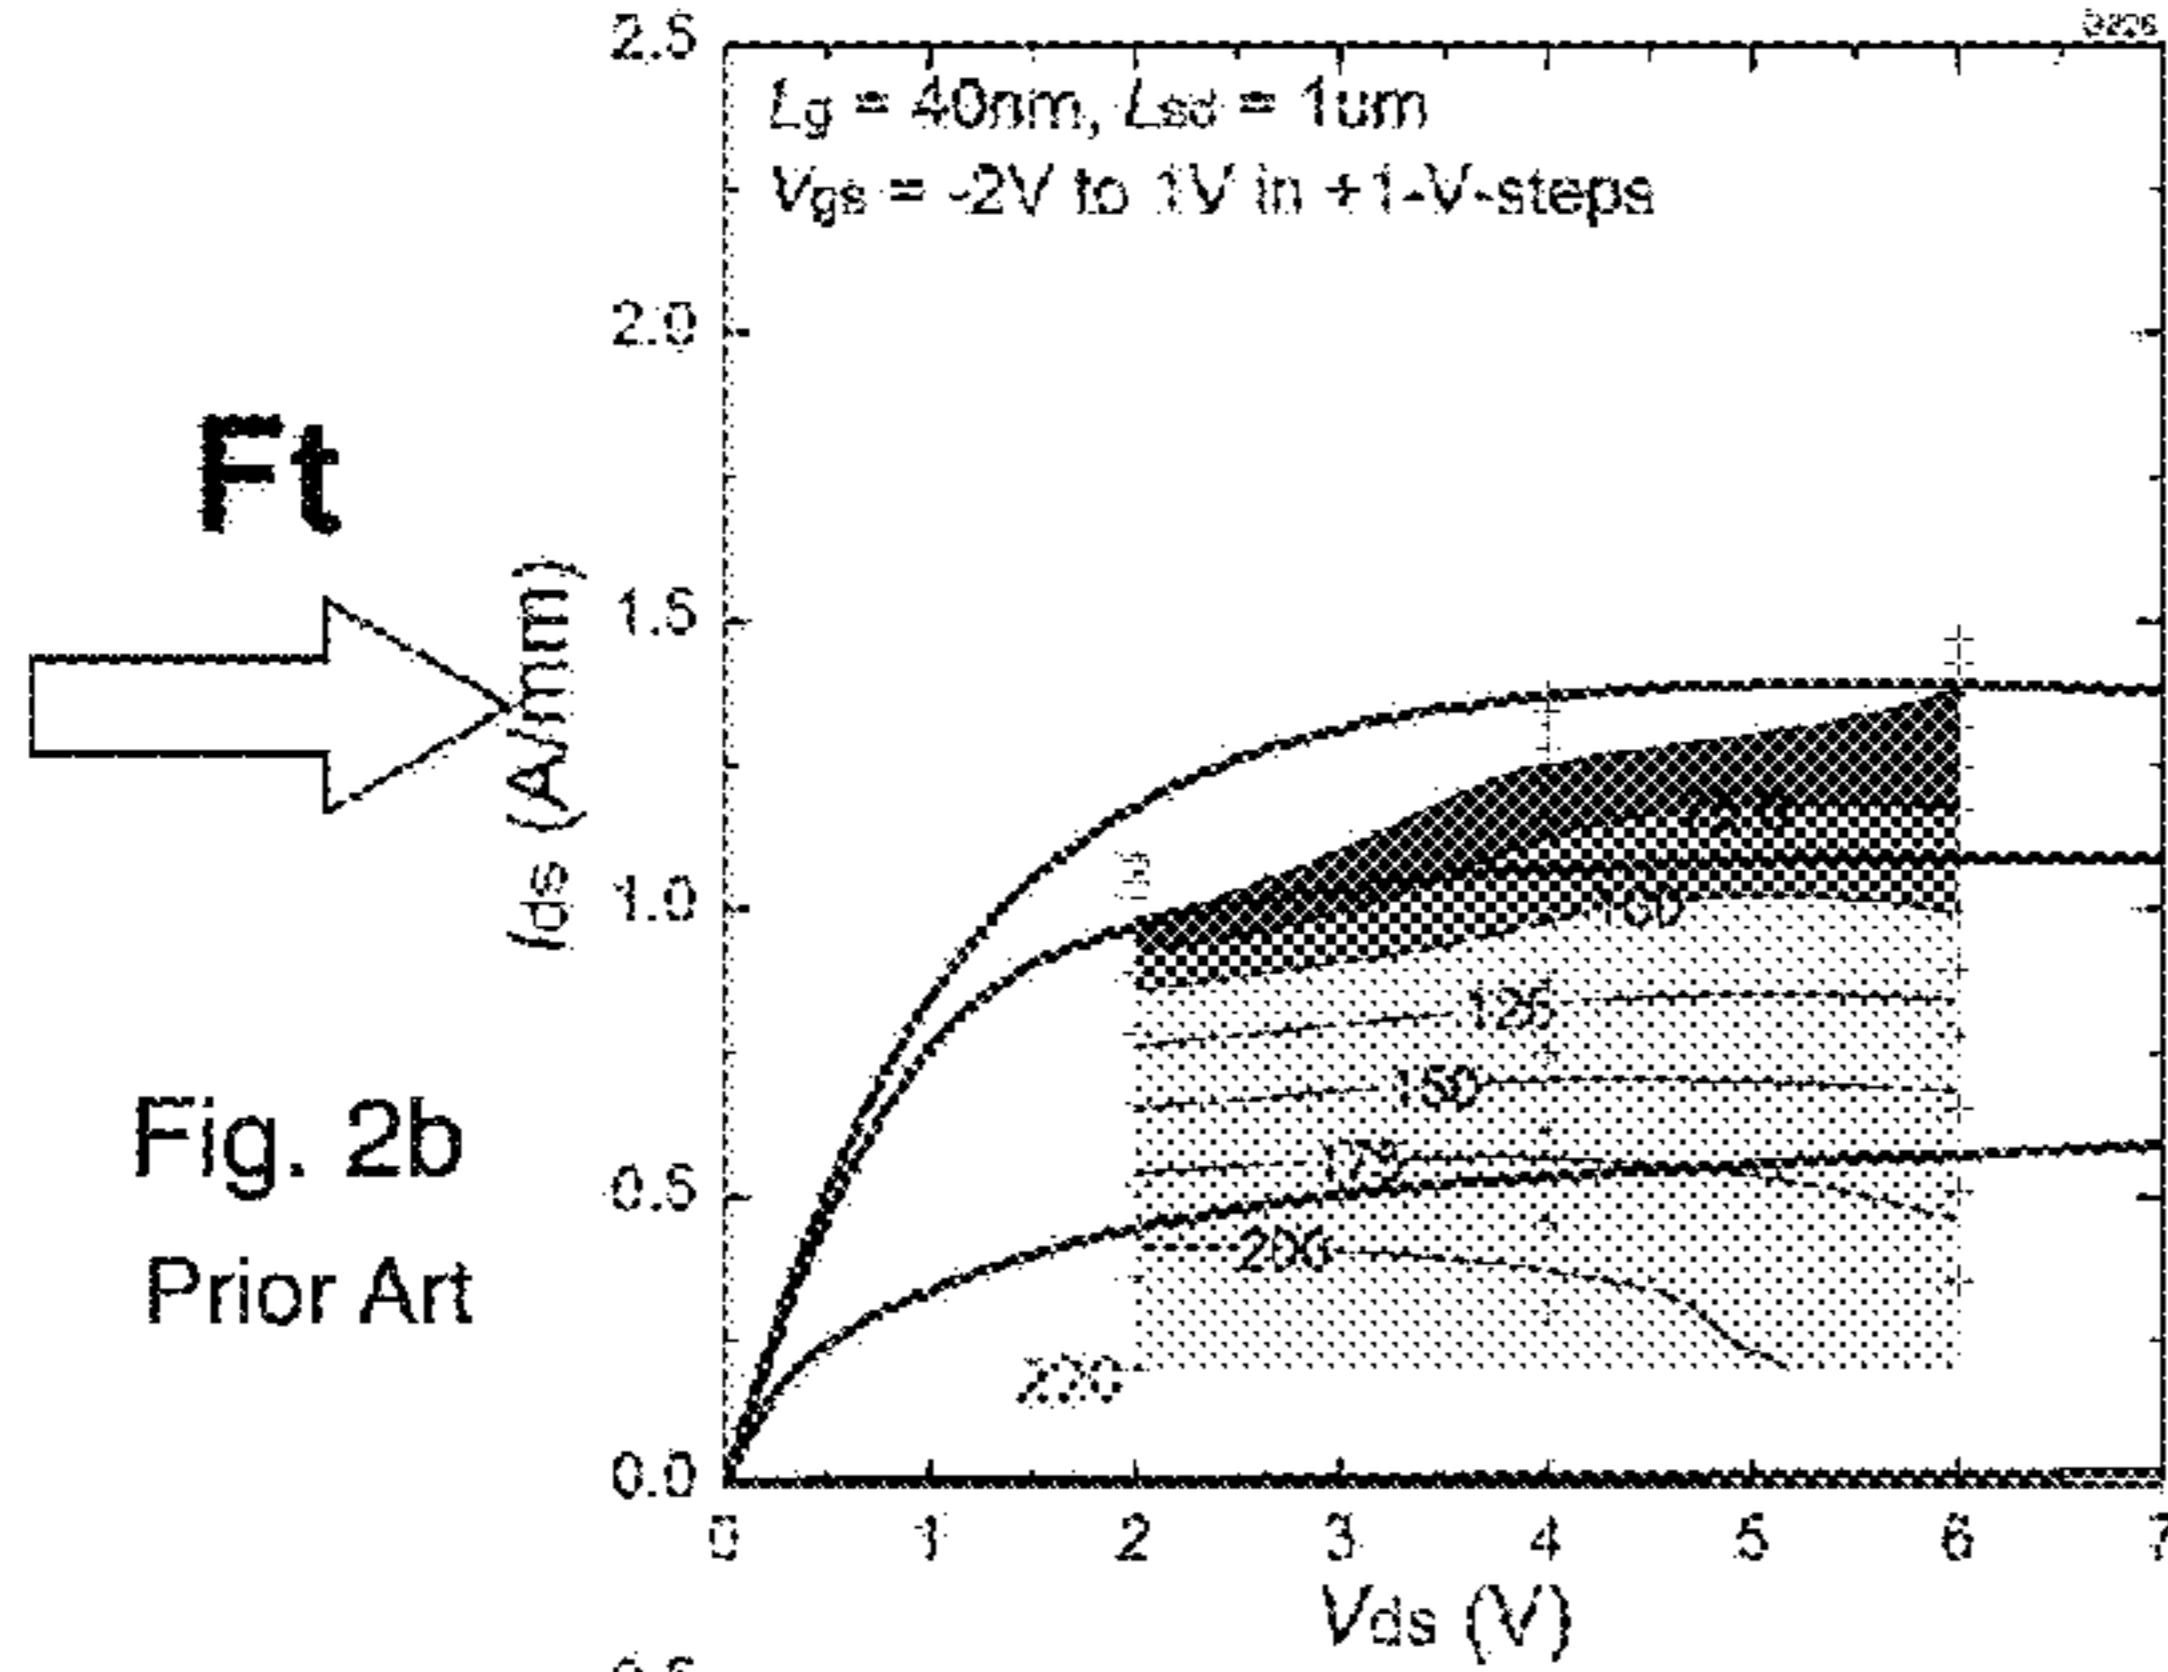 2.5
Lg = 40nm, Lsd = 1um
Vgs = -2V to 1V in +1-V-steps
2.0
Ft
1.5
Ids (A/mm)
1.0
100
125
150
Fig. 2b
175
0.5
200
Prior Art
0.0
0 1 2 3 4 5 6 7
Vds (V)